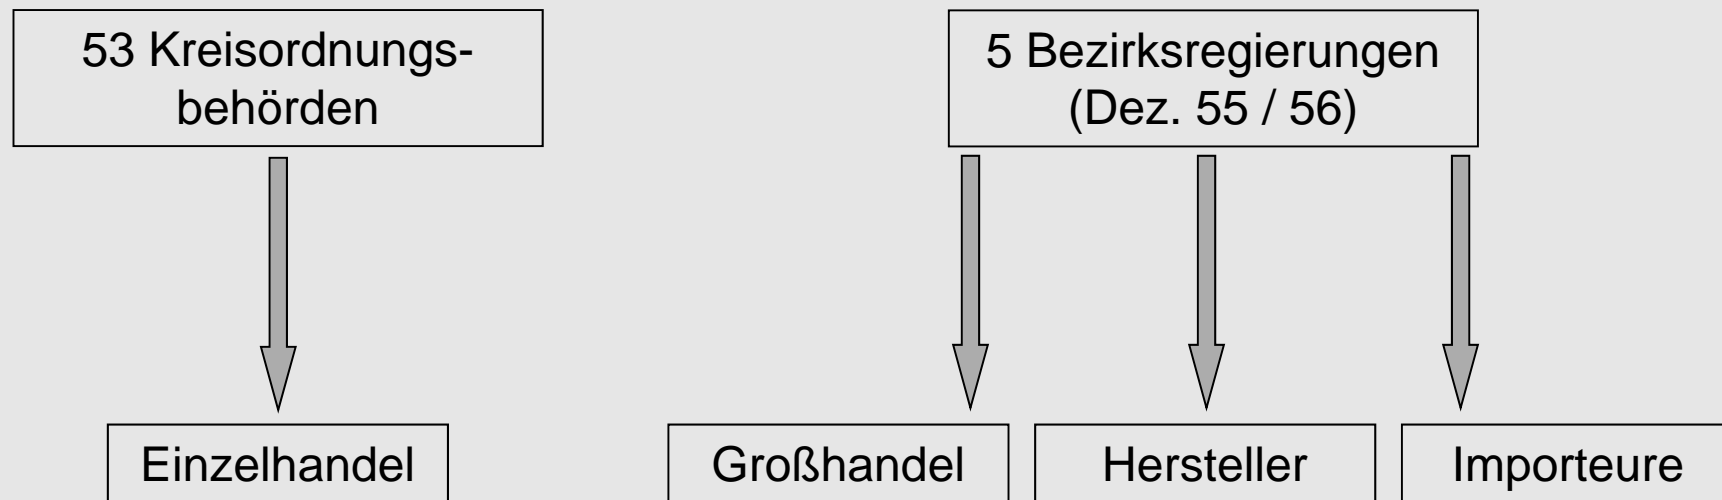 53 Kreisordnungs-
behörden
5 Bezirksregierungen
(Dez. 55 / 56)
Einzelhandel
Großhandel
Hersteller
Importeure